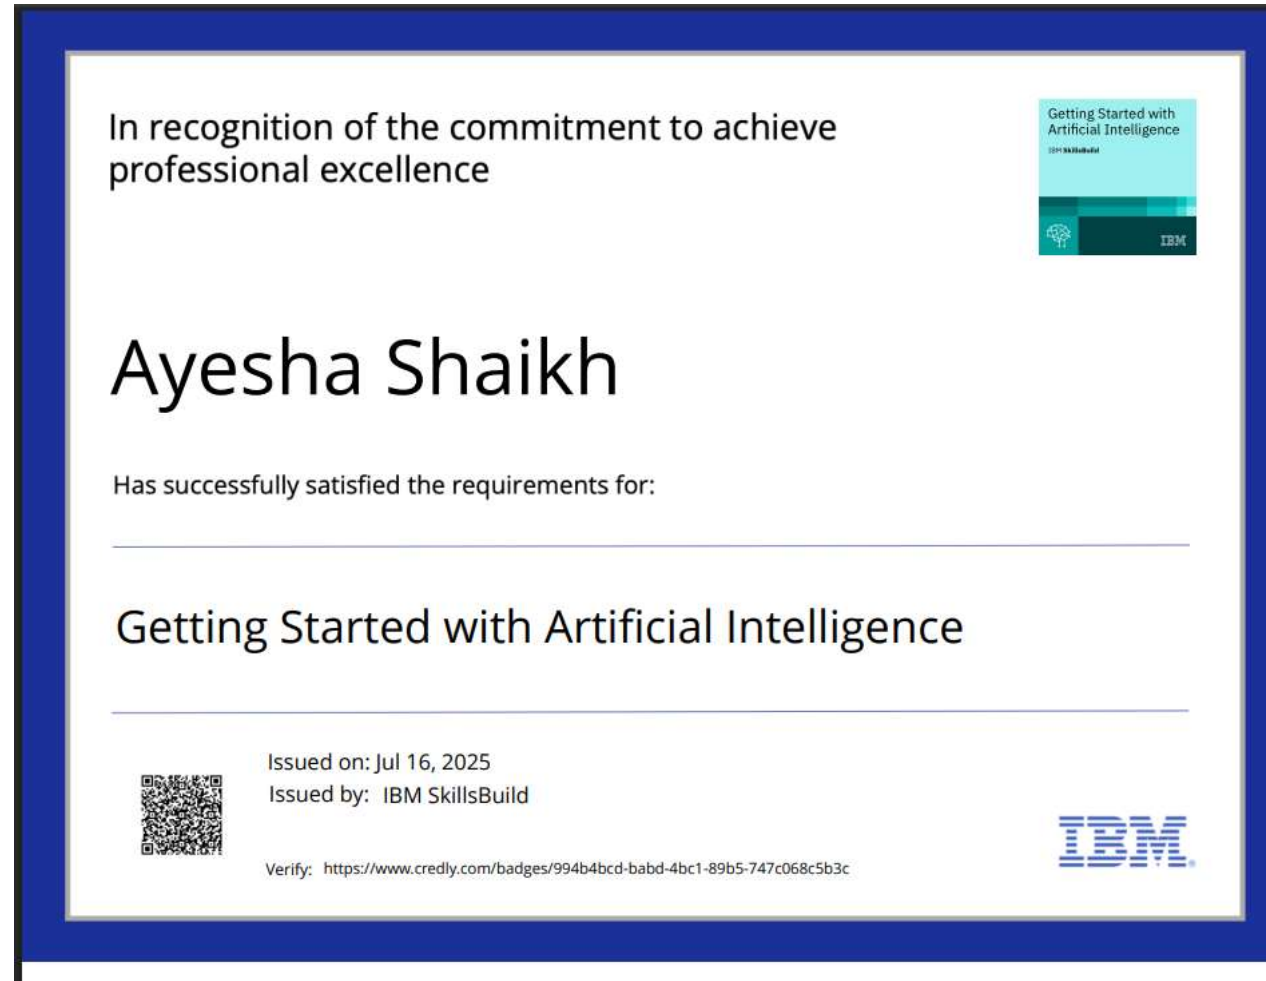 In recognition of the commitment to achieve
professional excellence
Getting Started with
Artificial Intelligence
IBM SkillsBuild
IBM
Ayesha Shaikh
Has successfully satisfied the requirements for:
Getting Started with Artificial Intelligence
Issued on: Jul 16, 2025
Issued by: IBM SkillsBuild
IBM.
Verify: https://www.credly.com/badges/994b4bcd-babd-4bc1-89b5-747c068c5b3c